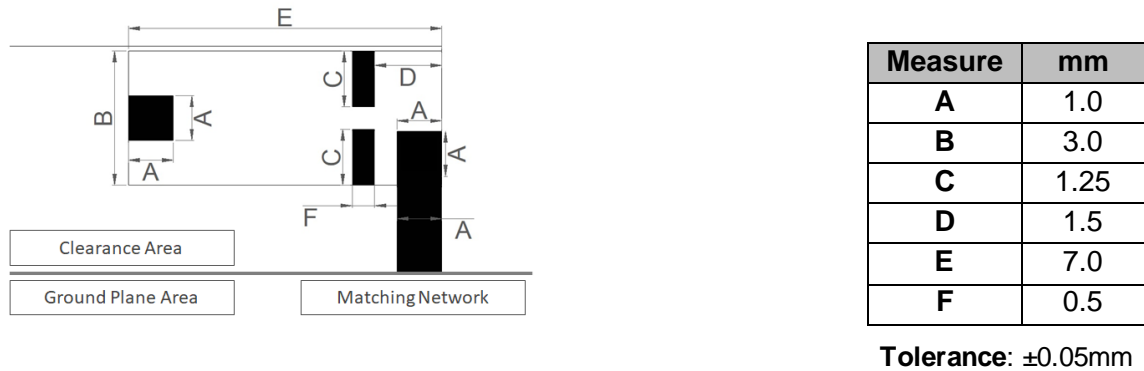 E
C
D
B
A
A
A
A
C
A
F
A
Clearance Area
Ground Plane Area
Matching Network
Measure mm
A 1.0
B 3.0
C 1.25
D 1.5
E 7.0
F 0.5
Tolerance: ±0.05mm